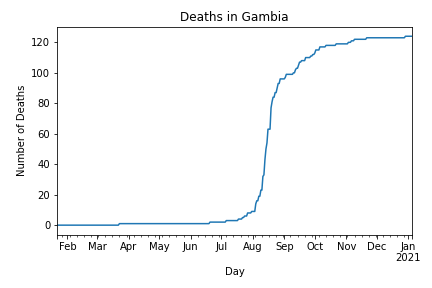 Deaths in Gambia
Number of Deaths
120
100
80
60
40
20
0
Feb Mar Apr May Jun Jul Aug Sep Oct Nov Dec Jan
2021
Day